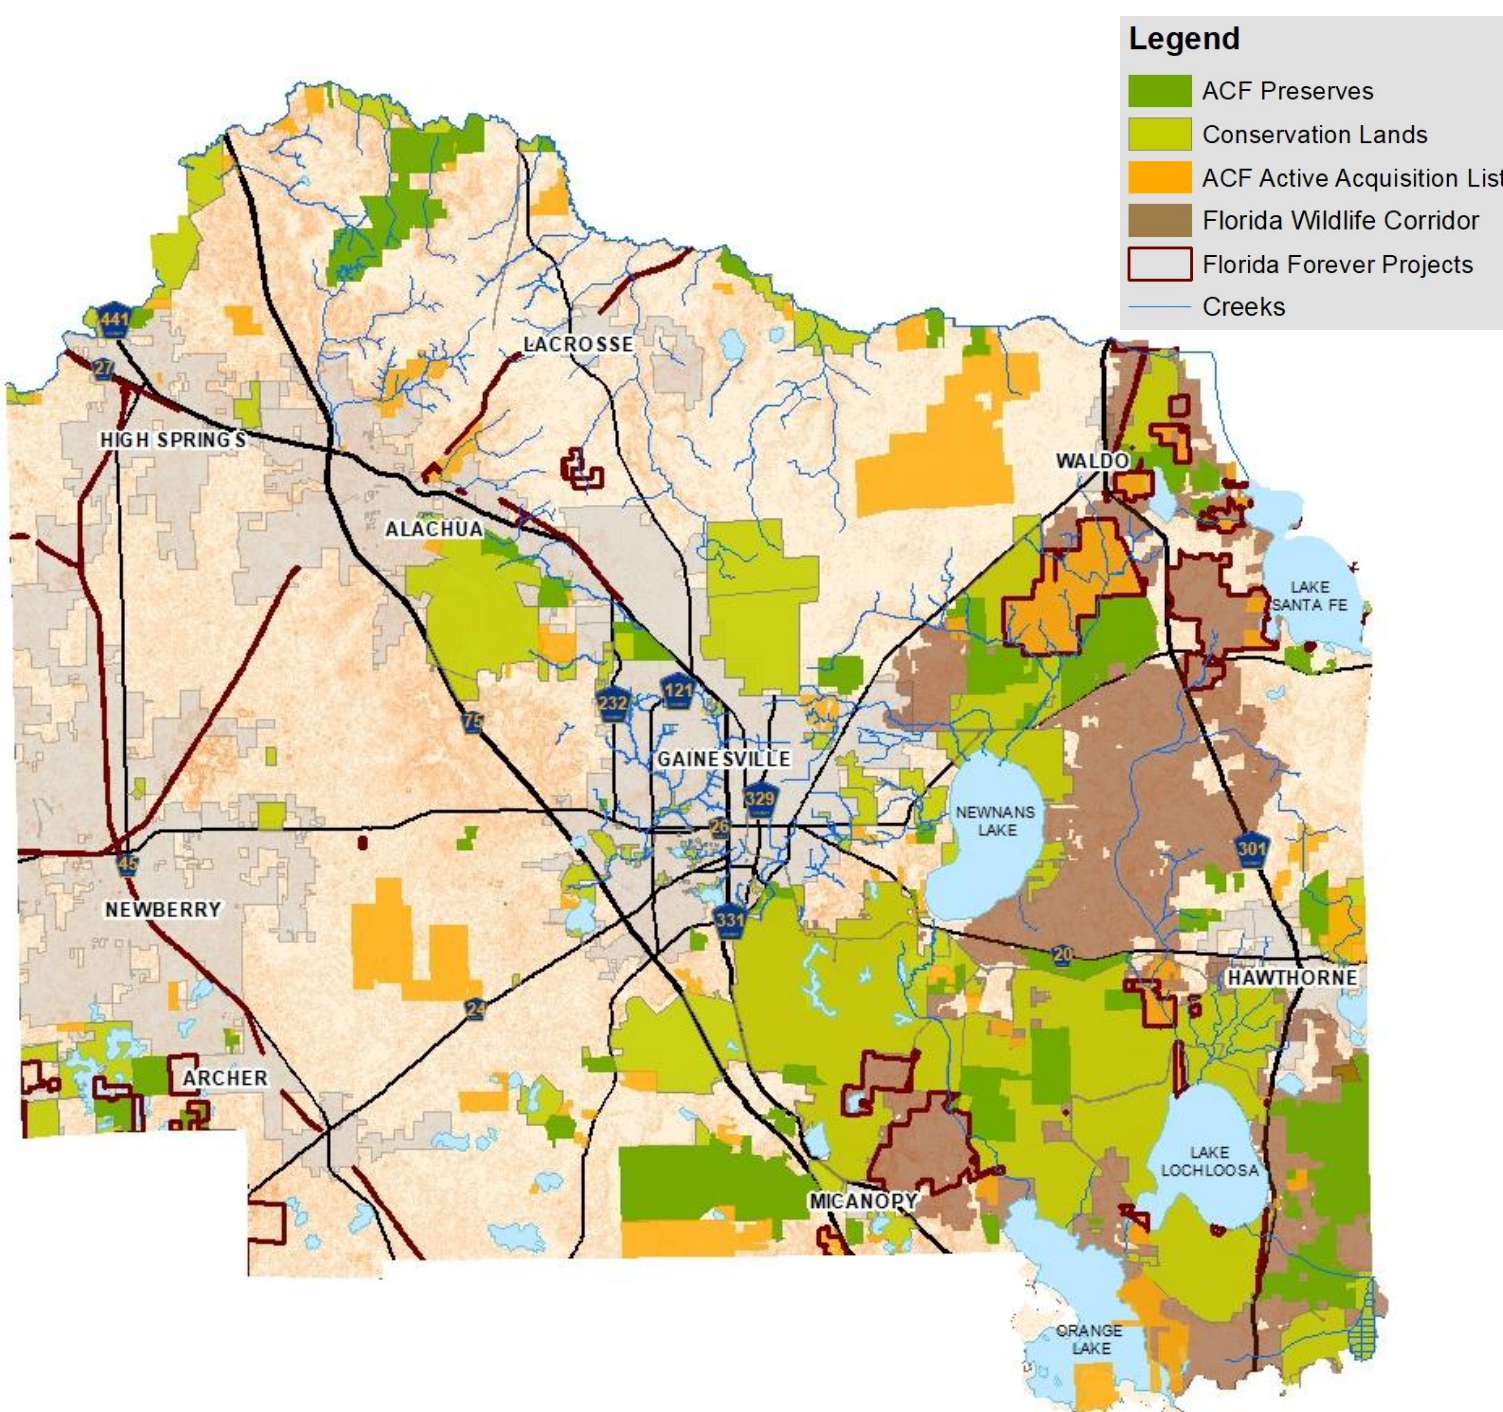 Legend
ACF Preserves
Conservation Lands
ACF Active Acquisition List
Florida Wildlife Corridor
Florida Forever Projects
Creeks
441
LACROSSE
27
HIGH SPRINGS
WALDO
ALACHUA
LAKE
SANTA FE
232
121
75
GAINESVILLE
329
NEWNANS
LAKE
26
301
45
NEWBERRY
331
20
HAWTHORNE
24
ARCHER
LAKE
LOCHLOOSA
MICANOPY
ORANGE
LAKE